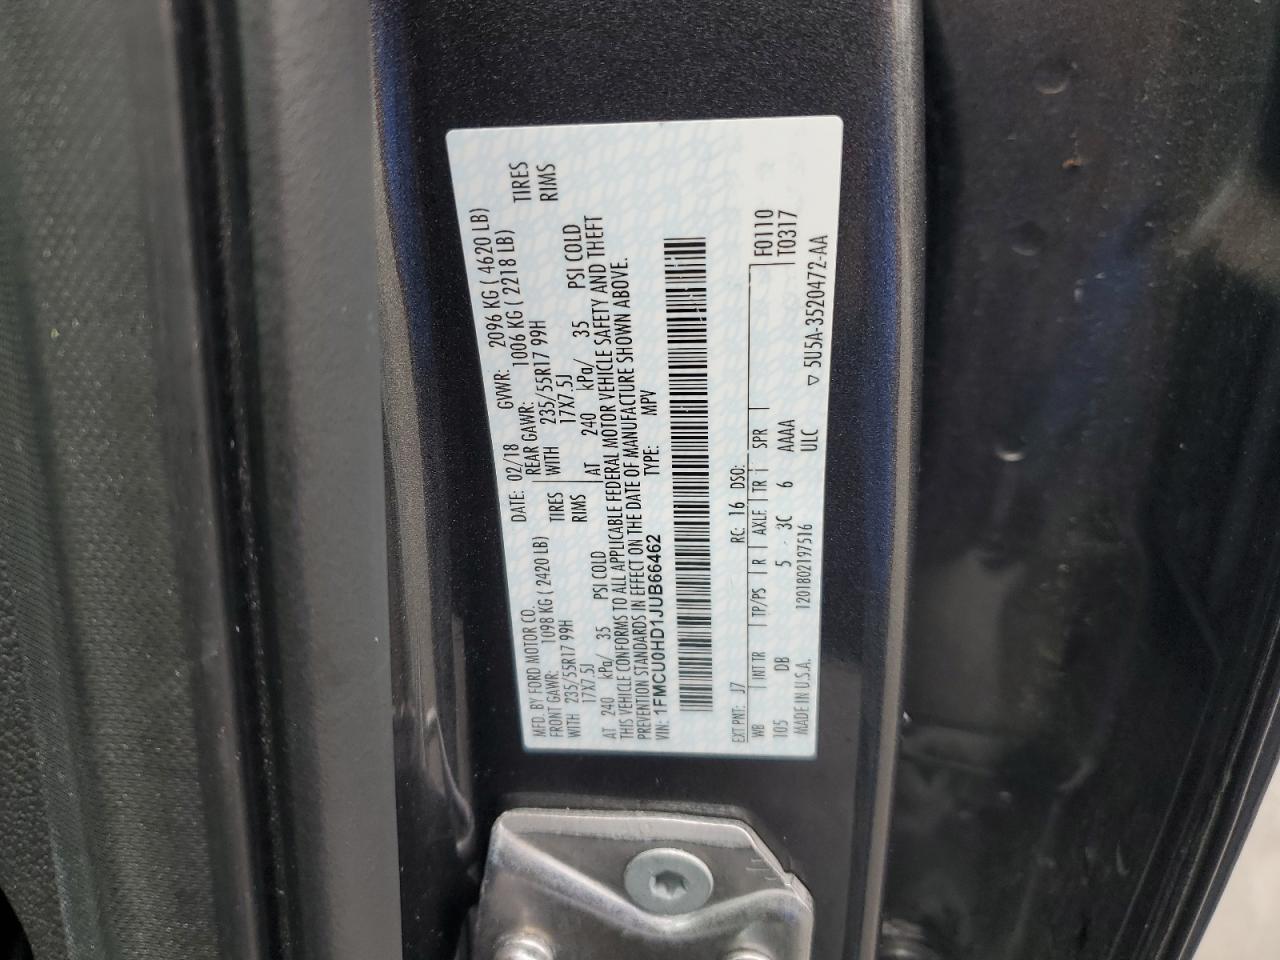 MFD. BY FORD MOTOR CO. DATE: 02/18 GVWR: 2096 KG ( 4620 LB)
FRONT GAWR: 1098 KG ( 2420 LB) REAR GAWR: 1006 KG ( 2218 LB)
WITH 235/55R17 99H TIRES WITH 235/55R17 99H TIRES
17X7.5J RIMS 17X7.5J RIMS
AT 240 kPa/ 35 PSI COLD AT 240 kPa/ 35 PSI COLD
THIS VEHICLE CONFORMS TO ALL APPLICABLE FEDERAL MOTOR VEHICLE SAFETY AND THEFT
PREVENTION STANDARDS IN EFFECT ON THE DATE OF MANUFACTURE SHOWN ABOVE.
VIN: 1FMCU0HD1JUB66462 TYPE: MPV
EXT PNT: J7 RC: 16 DSO: F0110
WB INT TR TP/PS R AXLE TR SPR T0317
105 DB 5 3C 6 AAAA
MADE IN U.S.A. 120180219751​6 ULC ▽ 5U5A-3520472-AA